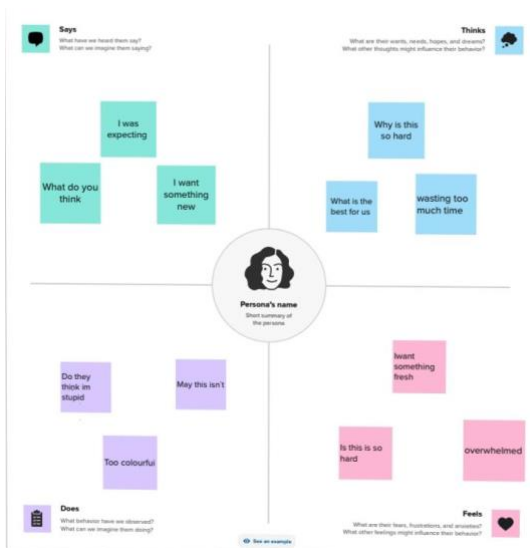 Says
What have we heard them say?
What can we imagine them saying?
Thinks
What are their wants, needs, hopes, and dreams?
What other thoughts might influence their behavior?
I was
expecting
What do you
think
I want
something
new
Why is this
so hard
What is the
best for us
wasting too
much time
Persona's name
Short summary of
the persona
Do they
think im
stupid
May this isn't
Too colourful
Iwant
something
fresh
Is this is so
hard
overwhelmed
Does
What behavior have we observed?
What can we imagine them doing?
Feels
What are their fears, frustrations, and anxieties?
What other feelings might influence their behavior?
See an example